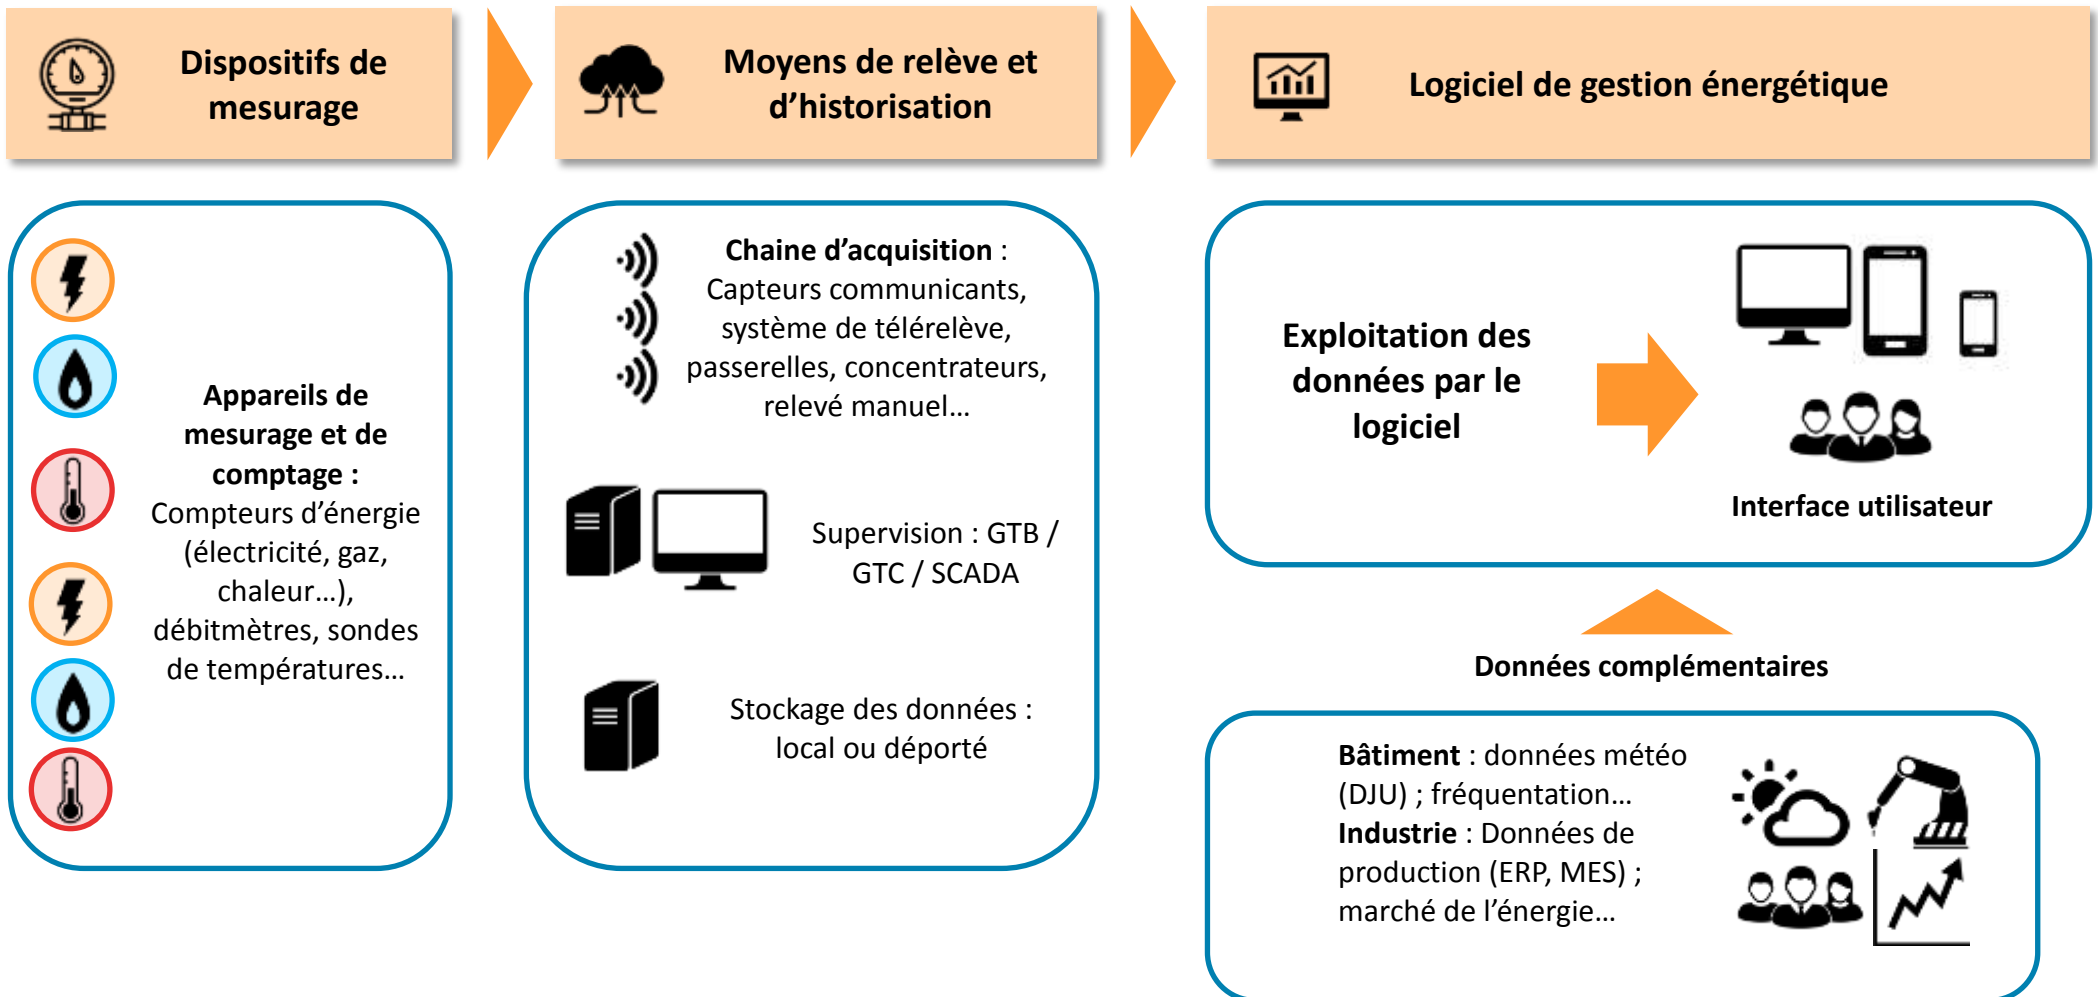 Dispositifs de
mesurage
Moyens de relève et
d’historisation
Logiciel de gestion énergétique
Appareils de
mesurage et de
comptage :
Compteurs d’énergie
(électricité, gaz,
chaleur…),
débitmètres, sondes
de températures…
Chaine d’acquisition :
Capteurs communicants,
système de télérelève,
passerelles, concentrateurs,
relevé manuel…
Supervision : GTB /
GTC / SCADA
Stockage des données :
local ou déporté
Exploitation des
données par le
logiciel
Interface utilisateur
Données complémentaires
Bâtiment : données météo
(DJU) ; fréquentation…
Industrie : Données de
production (ERP, MES) ;
marché de l’énergie…